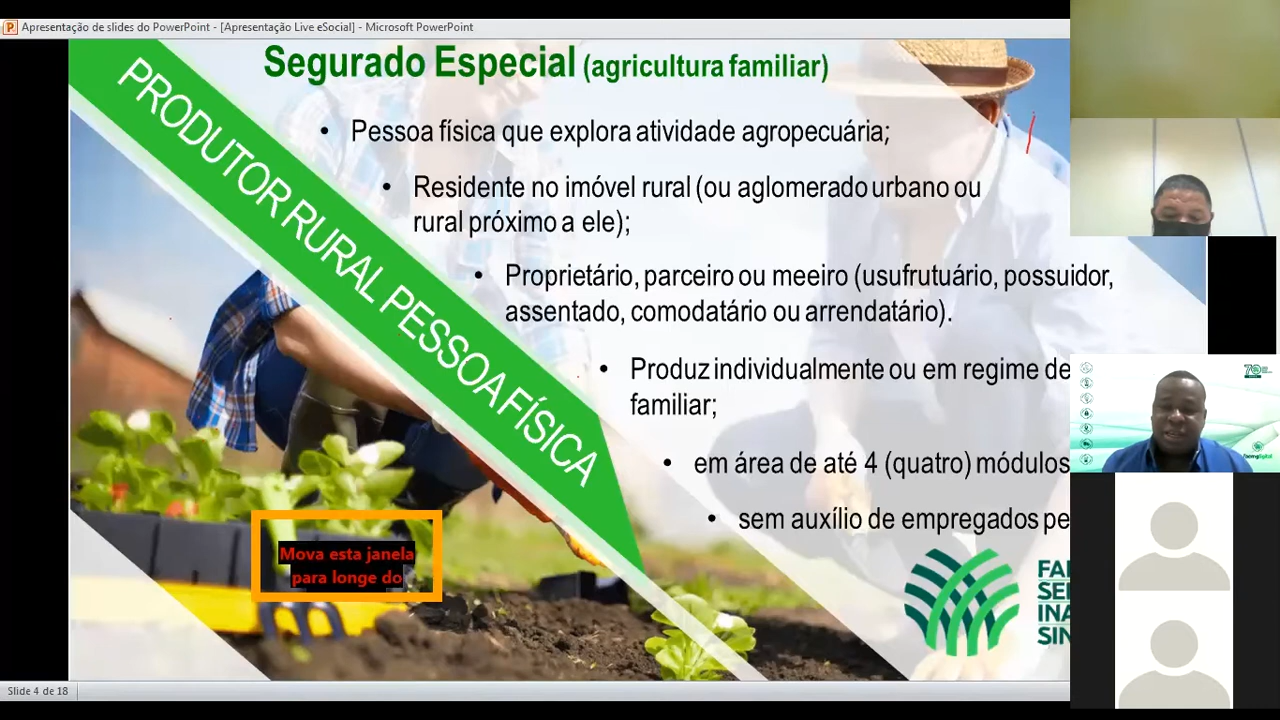 Apresentação de slides do PowerPoint - [Apresentação Live eSocial] - Microsoft PowerPoint
Segurado Especial (agricultura familiar)
PRODUTOR RURAL PESSOA FÍSICA
• Pessoa física que explora atividade agropecuária;
• Residente no imóvel rural (ou aglomerado urbano ou
rural próximo a ele);
• Proprietário, parceiro ou meeiro (usufrutuário, possuidor,
assentado, comodatário ou arrendatário).
• Produz individualmente ou em regime de
familiar;
• em área de até 4 (quatro) módulos
• sem auxílio de empregados pe
Mova esta janela
para longe do
SIN
Slide 4 de 18